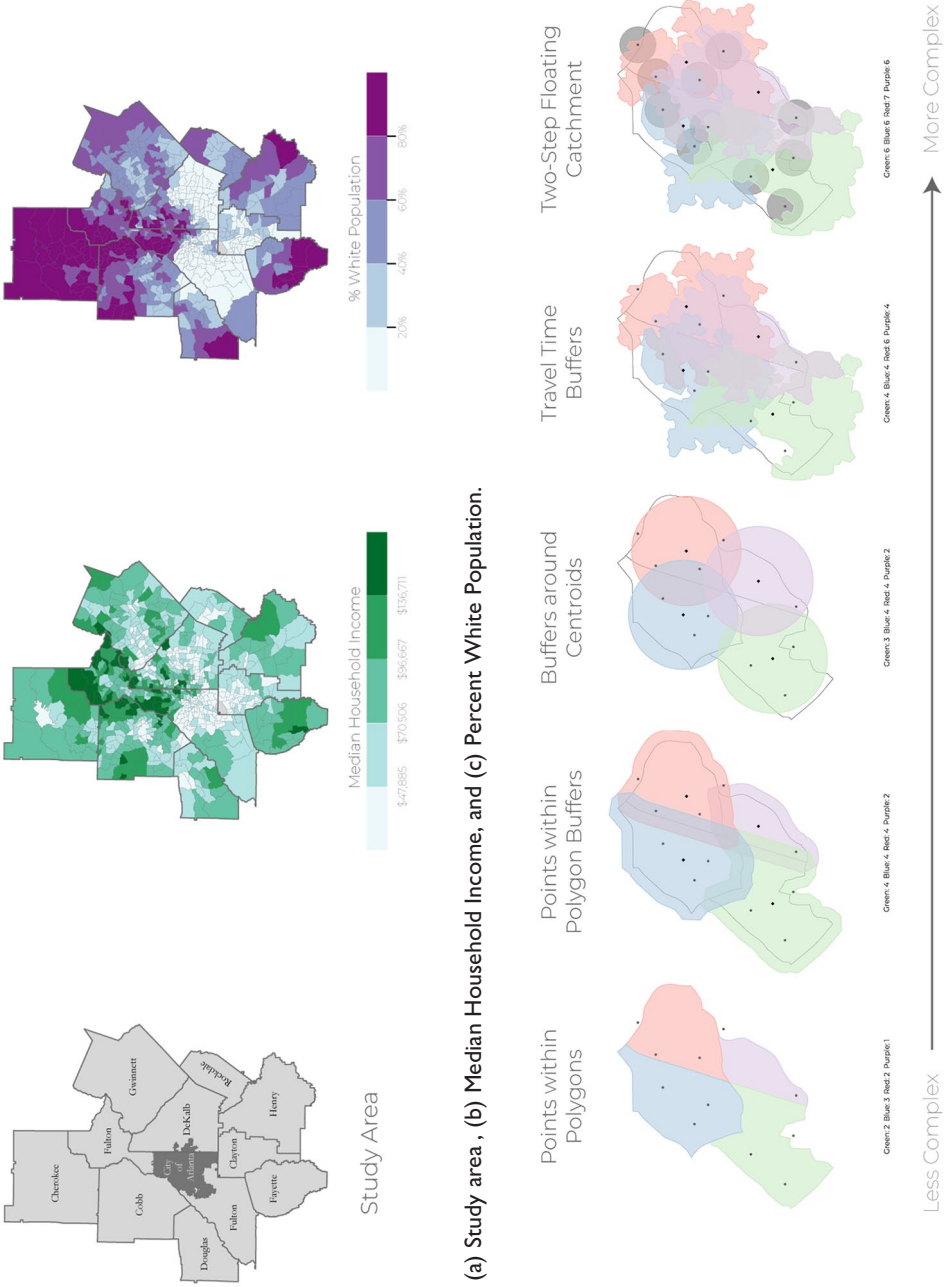 Cherokee
Cobb
Fulton
Gwinnett
Douglas
Fulton
City
of
Atlanta
DeKalb
Rockdale
Clayton
Fayette
Henry
Study Area
Median Household Income
$47,885
$70,506
$96,667
$136,711
% White Population
20%
40%
60%
80%
(a) Study area , (b) Median Household Income, and (c) Percent White Population.
Points within
Polygons
Points within
Polygon Buffers
Buffers around
Centroids
Travel Time
Buffers
Two-Step Floating
Catchment
Green: 2 Blue: 3 Red: 2 Purple: 1
Green: 4 Blue: 4 Red: 4 Purple: 2
Green: 3 Blue: 4 Red: 4 Purple: 2
Green: 4 Blue: 4 Red: 6 Purple: 4
Green: 6 Blue: 6 Red: 7 Purple: 6
Less Complex
More Complex